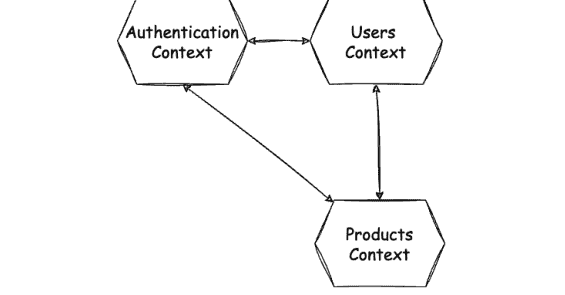 Authentication
Context
Users
Context
Products
Context